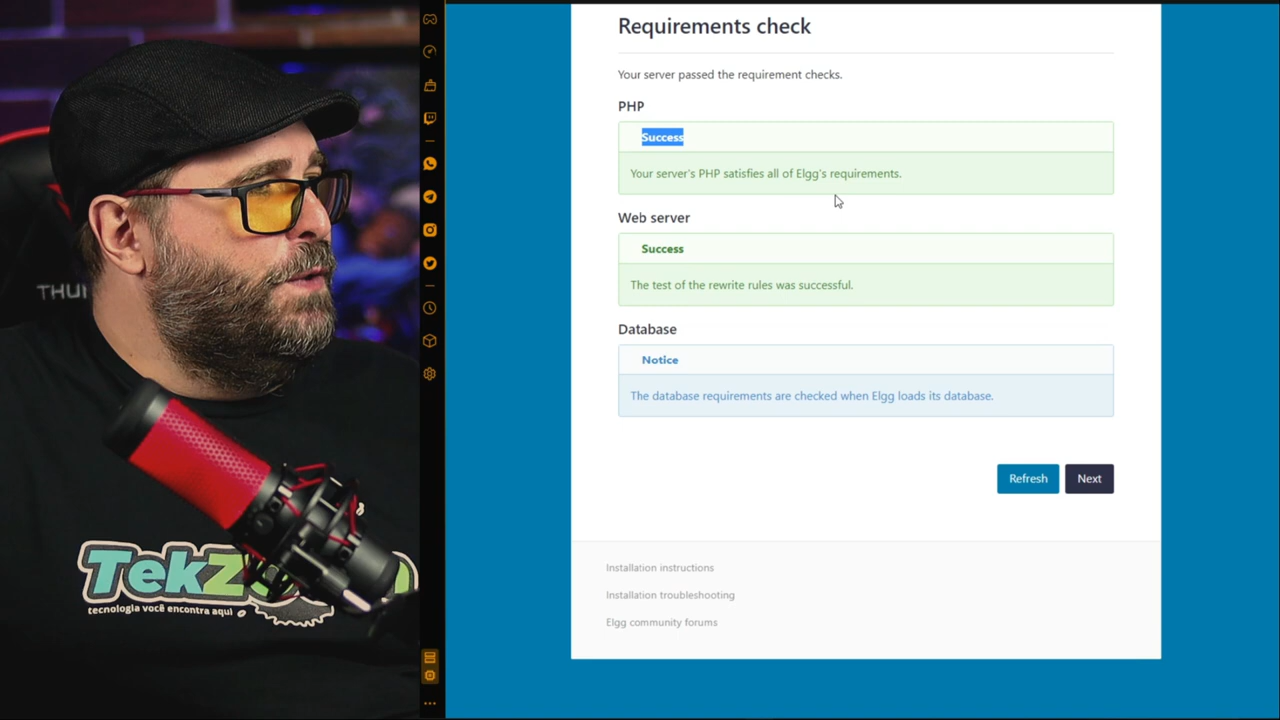 Requirements check
Your server passed the requirement checks.
PHP
Success
Your server's PHP satisfies all of Elgg's requirements.
Web server
Success
The test of the rewrite rules was successful.
Database
Notice
The database requirements are checked when Elgg loads its database.
Refresh
Next
Installation instructions
Installation troubleshooting
Elgg community forums
THU
TekZ
tecnologia você encontra aqui